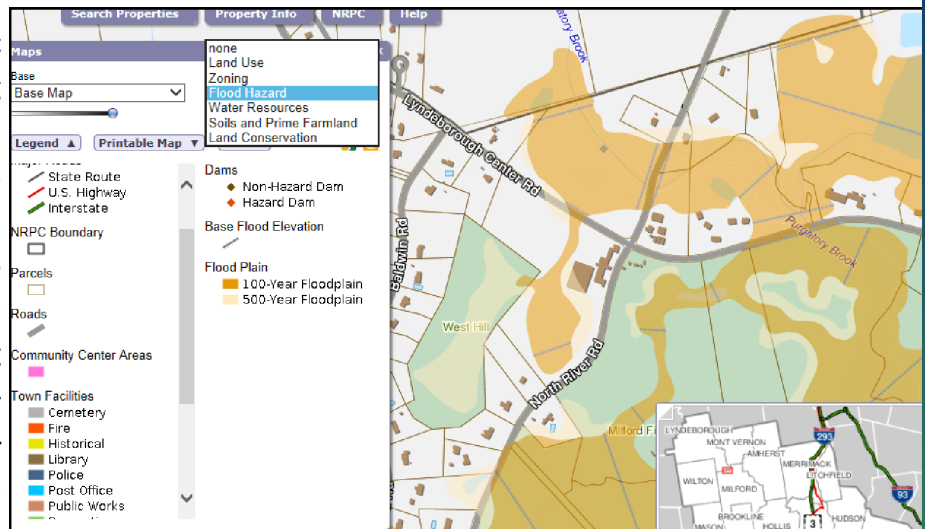 Search Properties
Property Info
NRPC
Help
Maps
Base
Base Map
none
Land Use
Zoning
Flood Hazard
Water Resources
Soils and Prime Farmland
Land Conservation
Legend ▲
Printable Map ▼
State Route
U.S. Highway
Interstate
NRPC Boundary
Parcels
Roads
Community Center Areas
Town Facilities
Cemetery
Fire
Historical
Library
Police
Post Office
Public Works
Dams
Non-Hazard Dam
Hazard Dam
Base Flood Elevation
Flood Plain
100-Year Floodplain
500-Year Floodplain
Purgatory Brook
Lyndeborough Center Rd
Baldwin Rd
Purgatory Brook
West Hill
North River Rd
Milford
LYNDEBOROUGH
MONT VERNON
AMHERST
MERRIMACK
LITCHFIELD
WILTON
MILFORD
BROOKLINE
HOLLIS
HUDSON
MASON
293
93
3